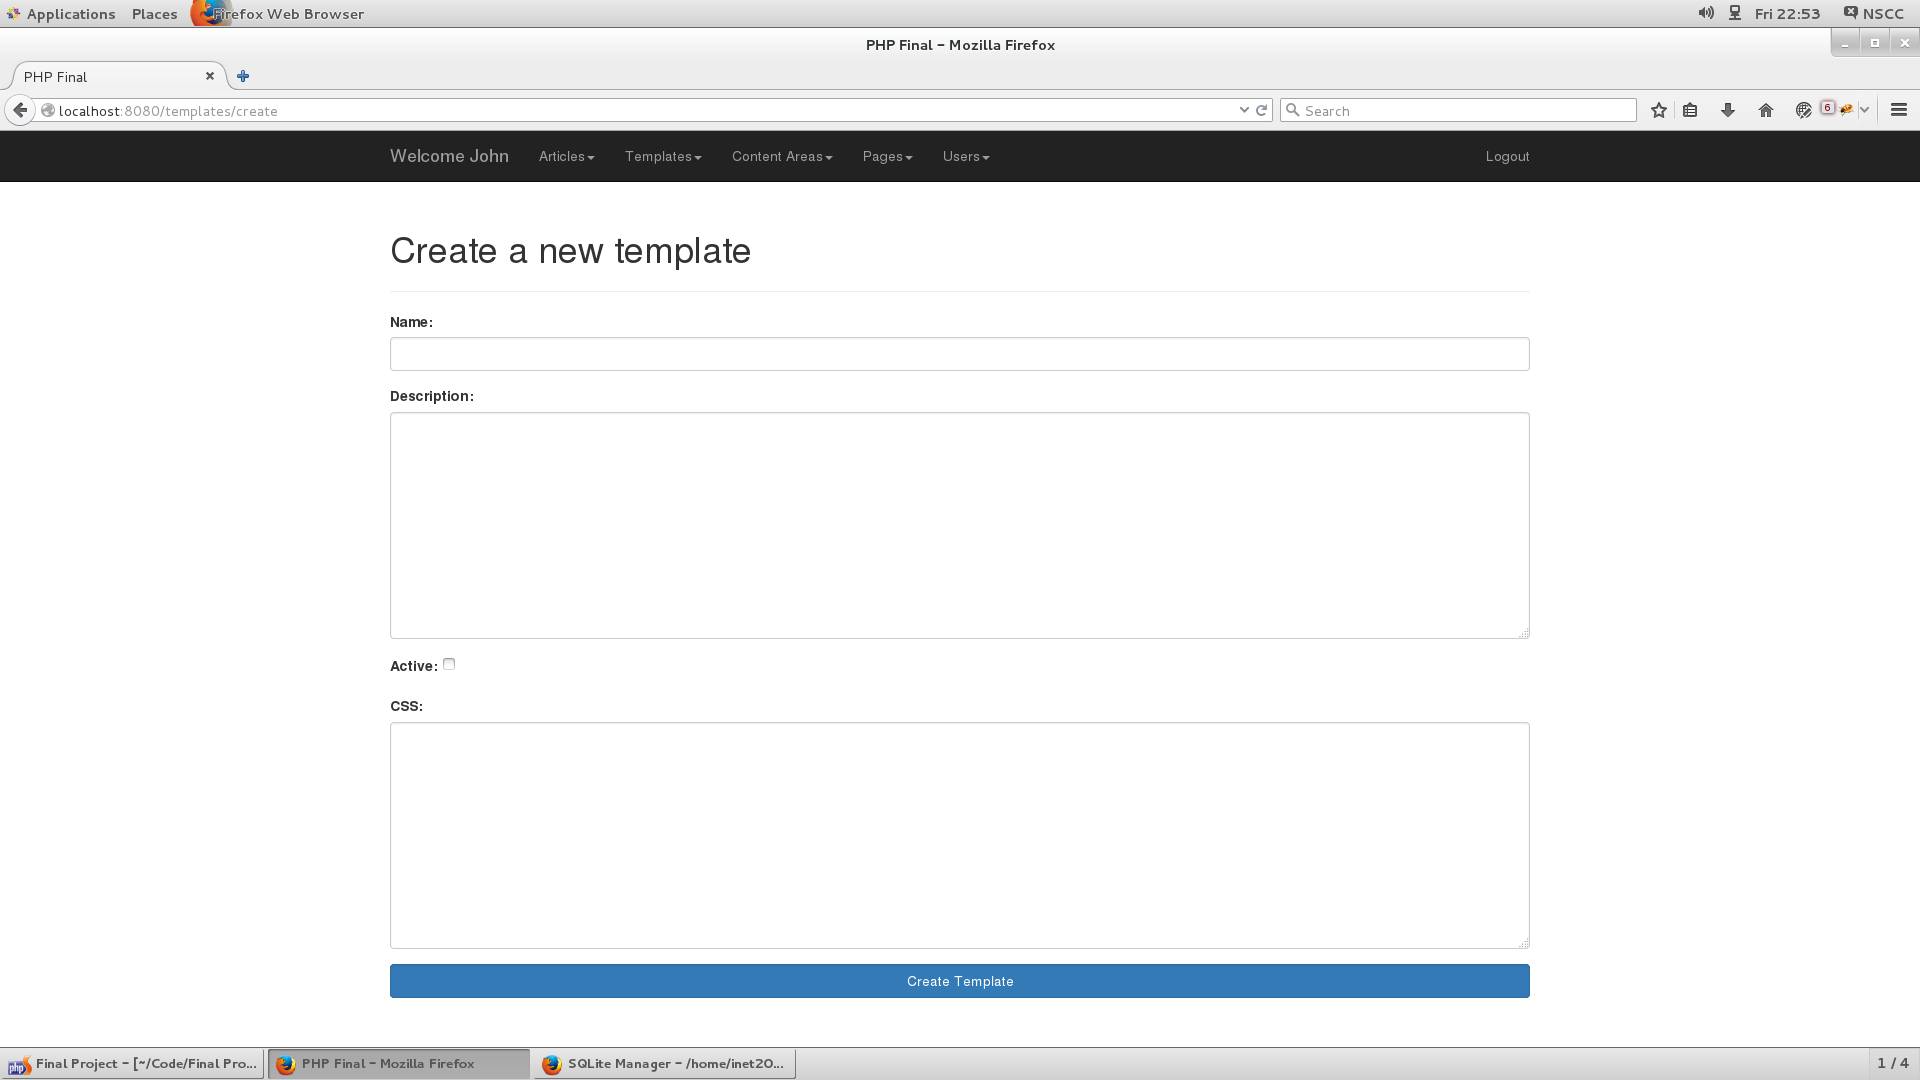 Applications Places Firefox Web Browser Fri 22:53 NSCC
PHP Final - Mozilla Firefox
PHP Final
localhost:8080/templates/create Search 6
Welcome John Articles Templates Content Areas Pages Users Logout
Create a new template
Name:
Description:
Active:
CSS:
Create Template
php Final Project - [~/Code/Final Pro... PHP Final - Mozilla Firefox SQLite Manager - /home/inet20... 1 / 4